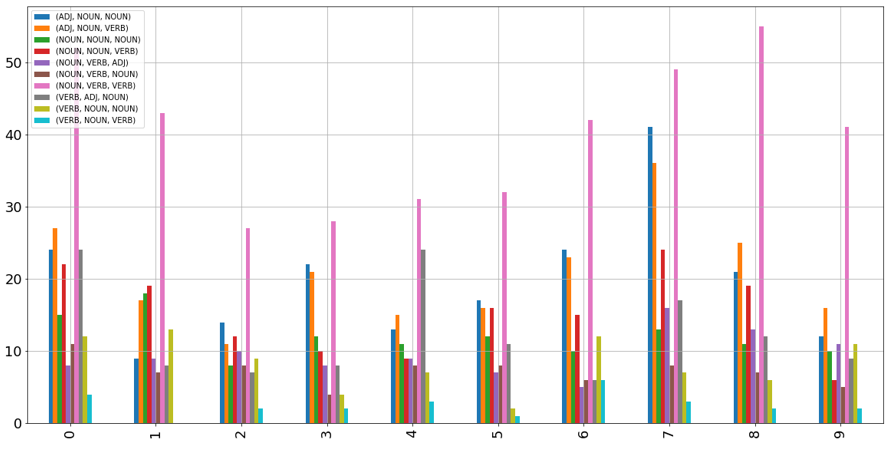 (ADJ, NOUN, NOUN)
(ADJ, NOUN, VERB)
(NOUN, NOUN, NOUN)
(NOUN, NOUN, VERB)
(NOUN, VERB, ADJ)
(NOUN, VERB, NOUN)
(NOUN, VERB, VERB)
(VERB, ADJ, NOUN)
(VERB, NOUN, NOUN)
(VERB, NOUN, VERB)
50
40
30
20
10
0
0 1 2 3 4 5 6 7 8 9